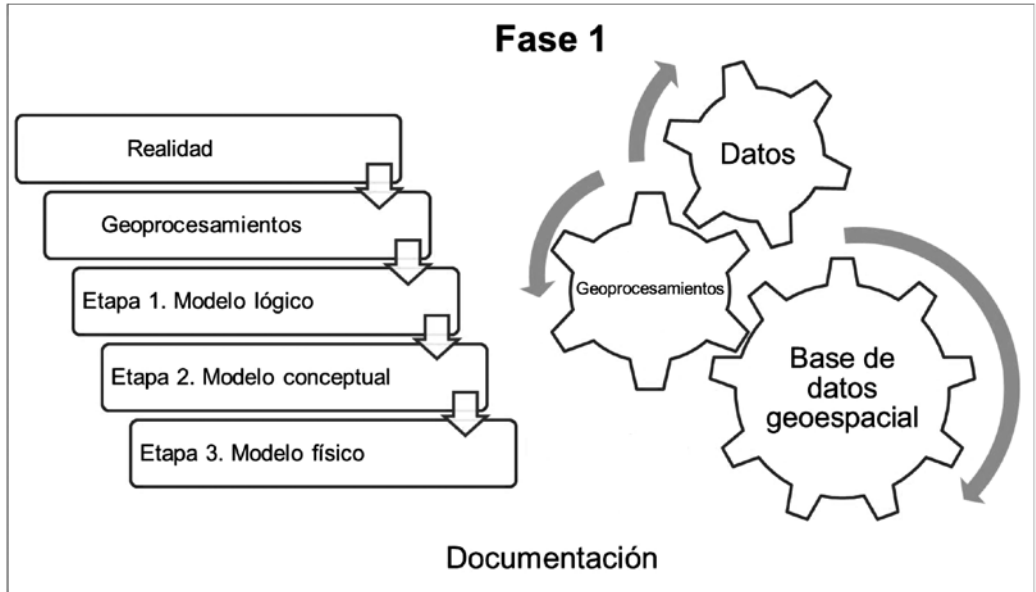 Fase 1
Realidad
Geoprocesamientos
Etapa 1. Modelo lógico
Etapa 2. Modelo conceptual
Etapa 3. Modelo físico
Datos
Geoprocesamientos
Base de
datos
geoespacial
Documentación